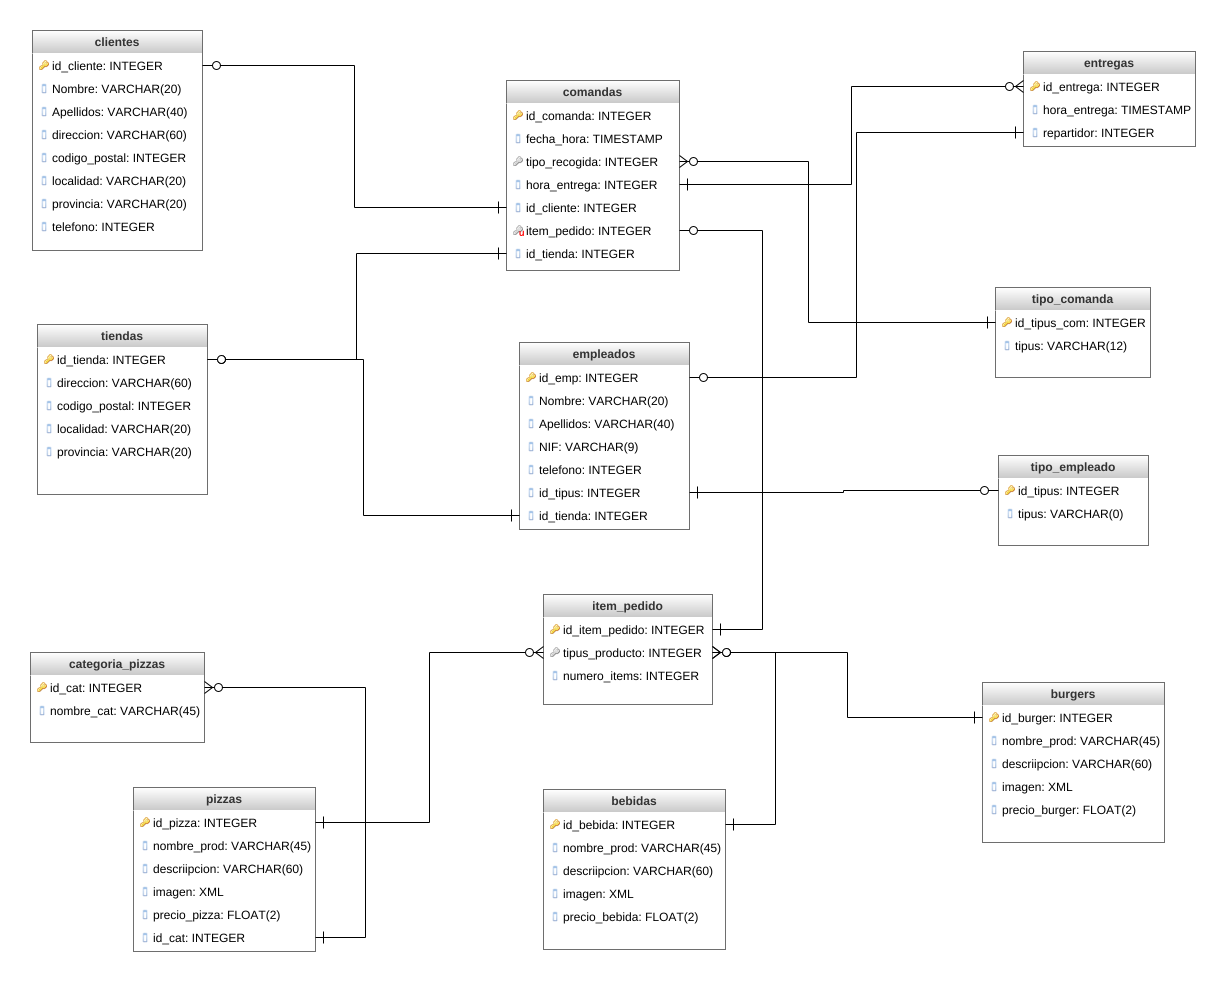 clientes
id_cliente: INTEGER
Nombre: VARCHAR(20)
Apellidos: VARCHAR(40)
direccion: VARCHAR(60)
codigo_postal: INTEGER
localidad: VARCHAR(20)
provincia: VARCHAR(20)
telefono: INTEGER
comandas
id_comanda: INTEGER
fecha_hora: TIMESTAMP
tipo_recogida: INTEGER
hora_entrega: INTEGER
id_cliente: INTEGER
item_pedido: INTEGER
id_tienda: INTEGER
entregas
id_entrega: INTEGER
hora_entrega: TIMESTAMP
repartidor: INTEGER
tiendas
id_tienda: INTEGER
direccion: VARCHAR(60)
codigo_postal: INTEGER
localidad: VARCHAR(20)
provincia: VARCHAR(20)
empleados
id_emp: INTEGER
Nombre: VARCHAR(20)
Apellidos: VARCHAR(40)
NIF: VARCHAR(9)
telefono: INTEGER
id_tipus: INTEGER
id_tienda: INTEGER
tipo_comanda
id_tipus_com: INTEGER
tipus: VARCHAR(12)
tipo_empleado
id_tipus: INTEGER
tipus: VARCHAR(0)
item_pedido
id_item_pedido: INTEGER
tipus_producto: INTEGER
numero_items: INTEGER
categoria_pizzas
id_cat: INTEGER
nombre_cat: VARCHAR(45)
pizzas
id_pizza: INTEGER
nombre_prod: VARCHAR(45)
descriipcion: VARCHAR(60)
imagen: XML
precio_pizza: FLOAT(2)
id_cat: INTEGER
bebidas
id_bebida: INTEGER
nombre_prod: VARCHAR(45)
descriipcion: VARCHAR(60)
imagen: XML
precio_bebida: FLOAT(2)
burgers
id_burger: INTEGER
nombre_prod: VARCHAR(45)
descriipcion: VARCHAR(60)
imagen: XML
precio_burger: FLOAT(2)